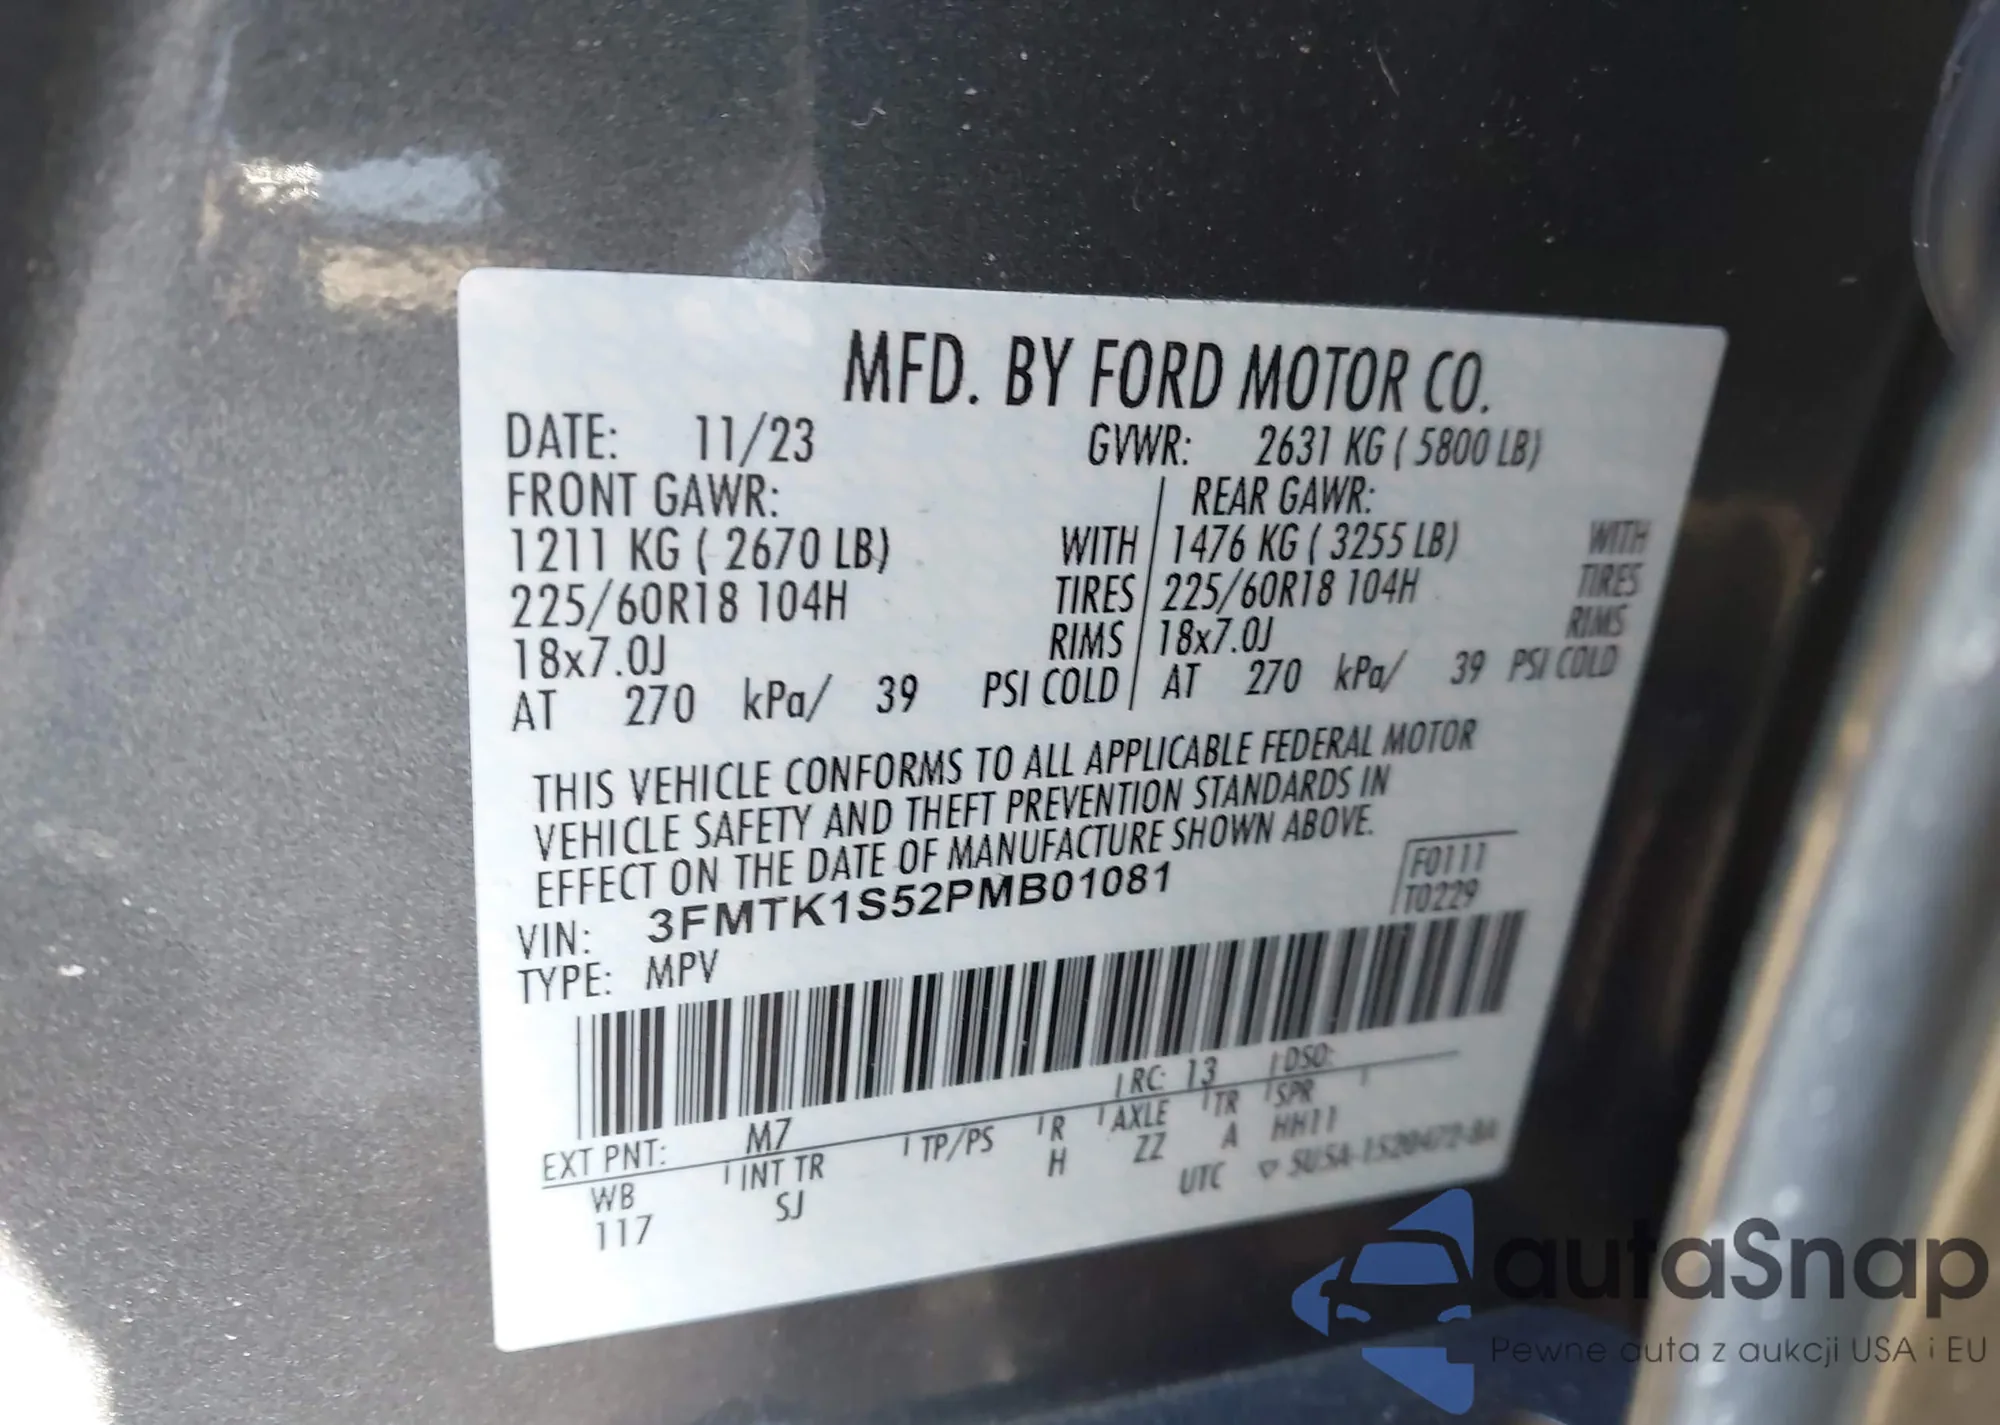 MFD. BY FORD MOTOR CO.
DATE: 11/23 GVWR: 2631 KG ( 5800 LB)
FRONT GAWR: REAR GAWR:
1211 KG ( 2670 LB) WITH 1476 KG ( 3255 LB) WITH
225/60R18 104H TIRES 225/60R18 104H TIRES
18x7.0J RIMS 18x7.0J RIMS
AT 270 kPa/ 39 PSI COLD AT 270 kPa/ 39 PSI COLD
THIS VEHICLE CONFORMS TO ALL APPLICABLE FEDERAL MOTOR
VEHICLE SAFETY AND THEFT PREVENTION STANDARDS IN
EFFECT ON THE DATE OF MANUFACTURE SHOWN ABOVE.
VIN: 3FMTK1S52PMB01081
F0111
T0229
TYPE: MPV
EXT PNT: M7 RC: 13 DSO:
WB INT TR TP/PS R AXLE TR SPR
117 SJ H ZZ A HH11
UTC
autaSnap
Pewne auta z aukcji USA i EU